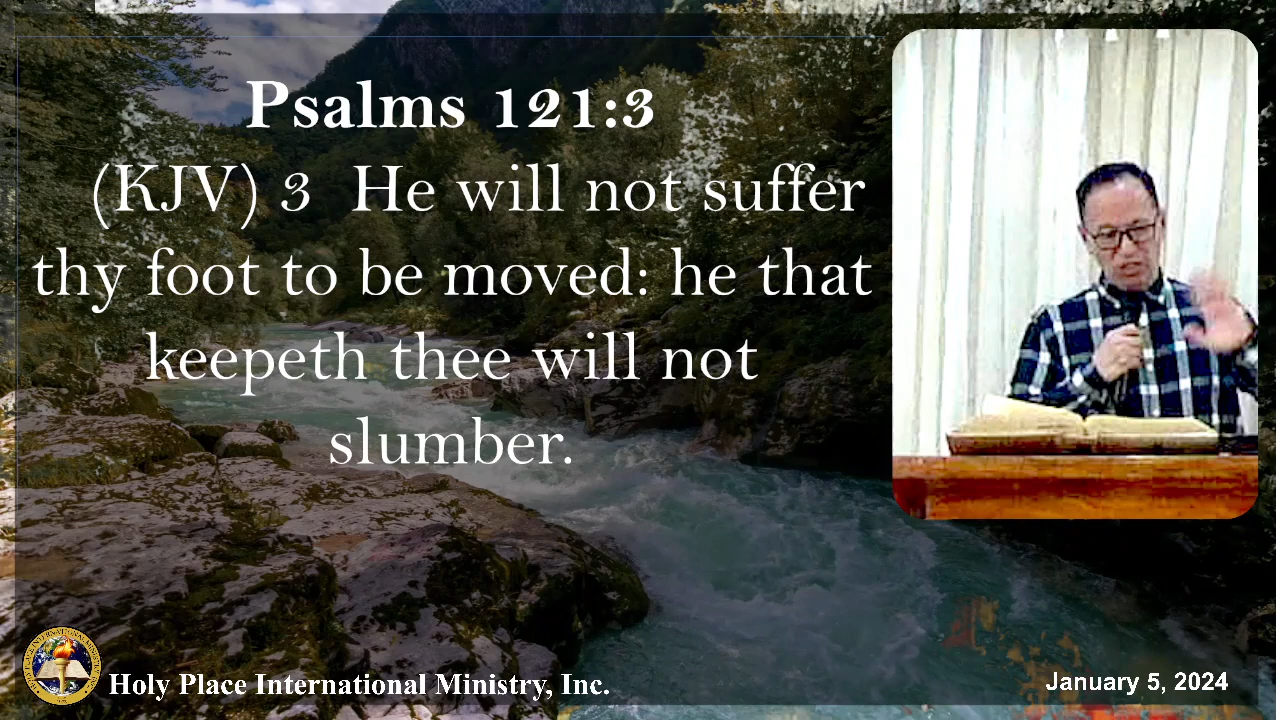 Psalms 121:3
(KJV) 3 He will not suffer
thy foot to be moved: he that
keepeth thee will not
slumber.
Holy Place International Ministry, Inc.
January 5, 2024